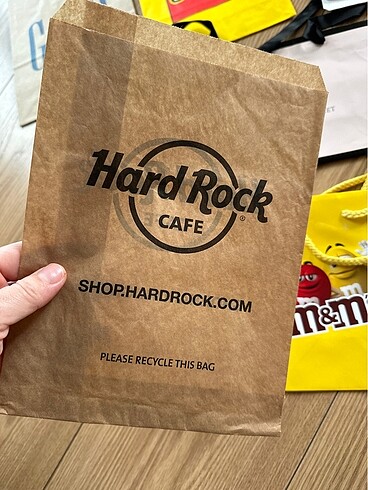 Hard Rock
®
CAFE
SHOP.HARDROCK.COM
PLEASE RECYCLE THIS BAG
m
m&m